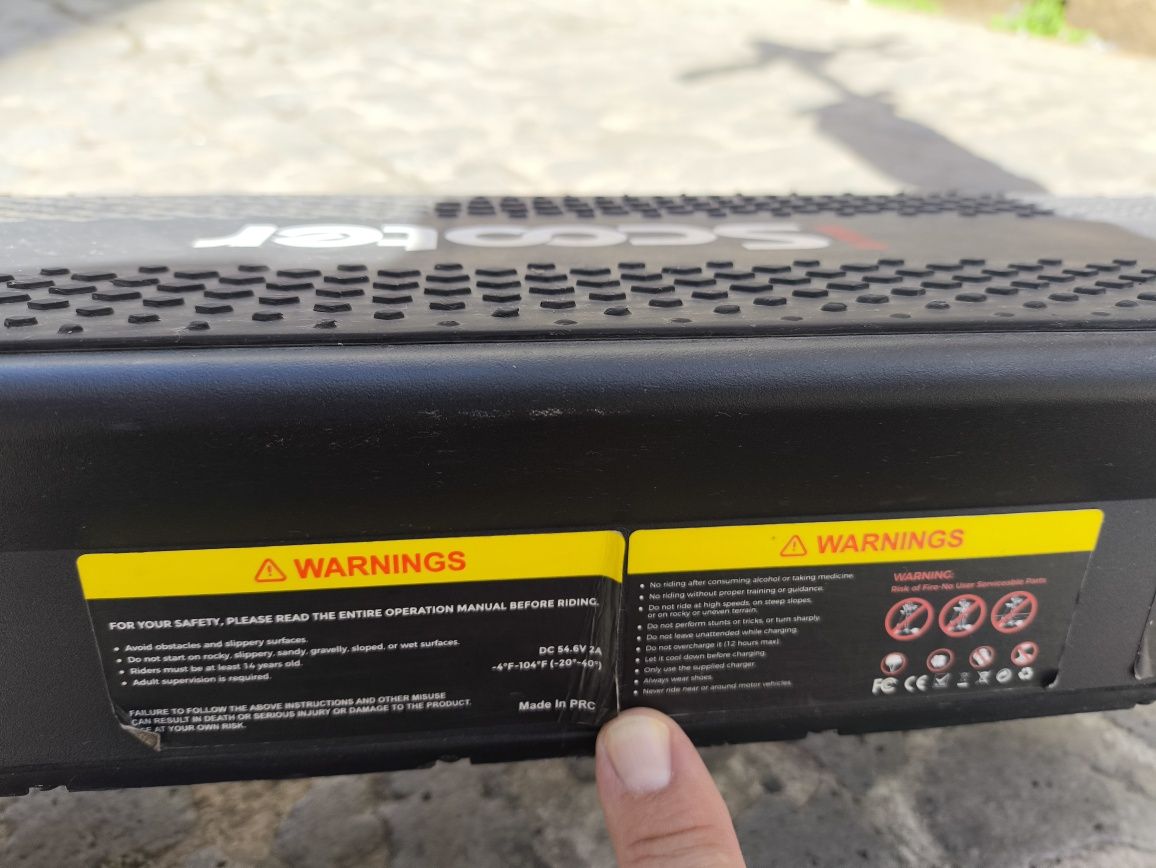 iScooter
WARNINGS
FOR YOUR SAFETY, PLEASE READ THE ENTIRE OPERATION MANUAL BEFORE RIDING.
• Avoid obstacles and slippery surfaces.
• Do not start on rocky, slippery, sandy, gravelly, sloped, or wet surfaces.
• Riders must be at least 14 years old.
• Adult supervision is required.
DC 54.6V 2A
-4°F-104°F (-20°-40°)
FAILURE TO FOLLOW THE ABOVE INSTRUCTIONS AND OTHER MISUSE
CAN RESULT IN DEATH OR SERIOUS INJURY OR DAMAGE TO THE PRODUCT.
AT YOUR OWN RISK.
Made In PRC
WARNINGS
• No riding after consuming alcohol or taking medicine.
• No riding without proper training or guidance.
• Do not ride at high speeds, on steep slopes,
or on rocky or uneven terrain.
• Do not perform stunts or tricks, or turn sharply.
• Do not leave unattended while charging.
• Do not overcharge it (12 hours max).
• Let it cool down before charging.
• Only use the supplied charger.
• Always wear shoes.
• Never ride near or around motor vehicles.
WARNING:
Risk of Fire-No User Serviceable Parts
FC CE